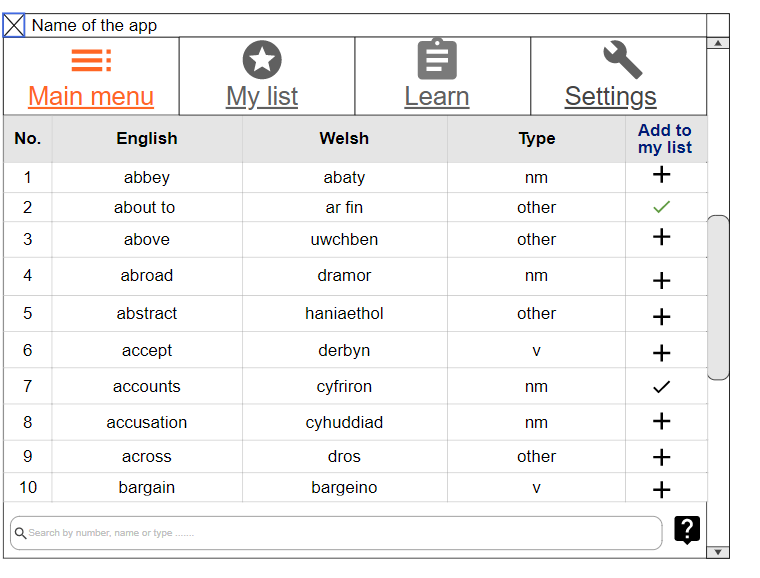 Name of the app
Main menu My list Learn Settings
No. English Welsh Type Add to my list
1 abbey abaty nm
2 about to ar fin other
3 above uwchben other
4 abroad dramor nm
5 abstract haniaethol other
6 accept derbyn v
7 accounts cyfriron nm
8 accusation cyhuddiad nm
9 across dros other
10 bargain bargeino v
Search by number, name or type .......
?